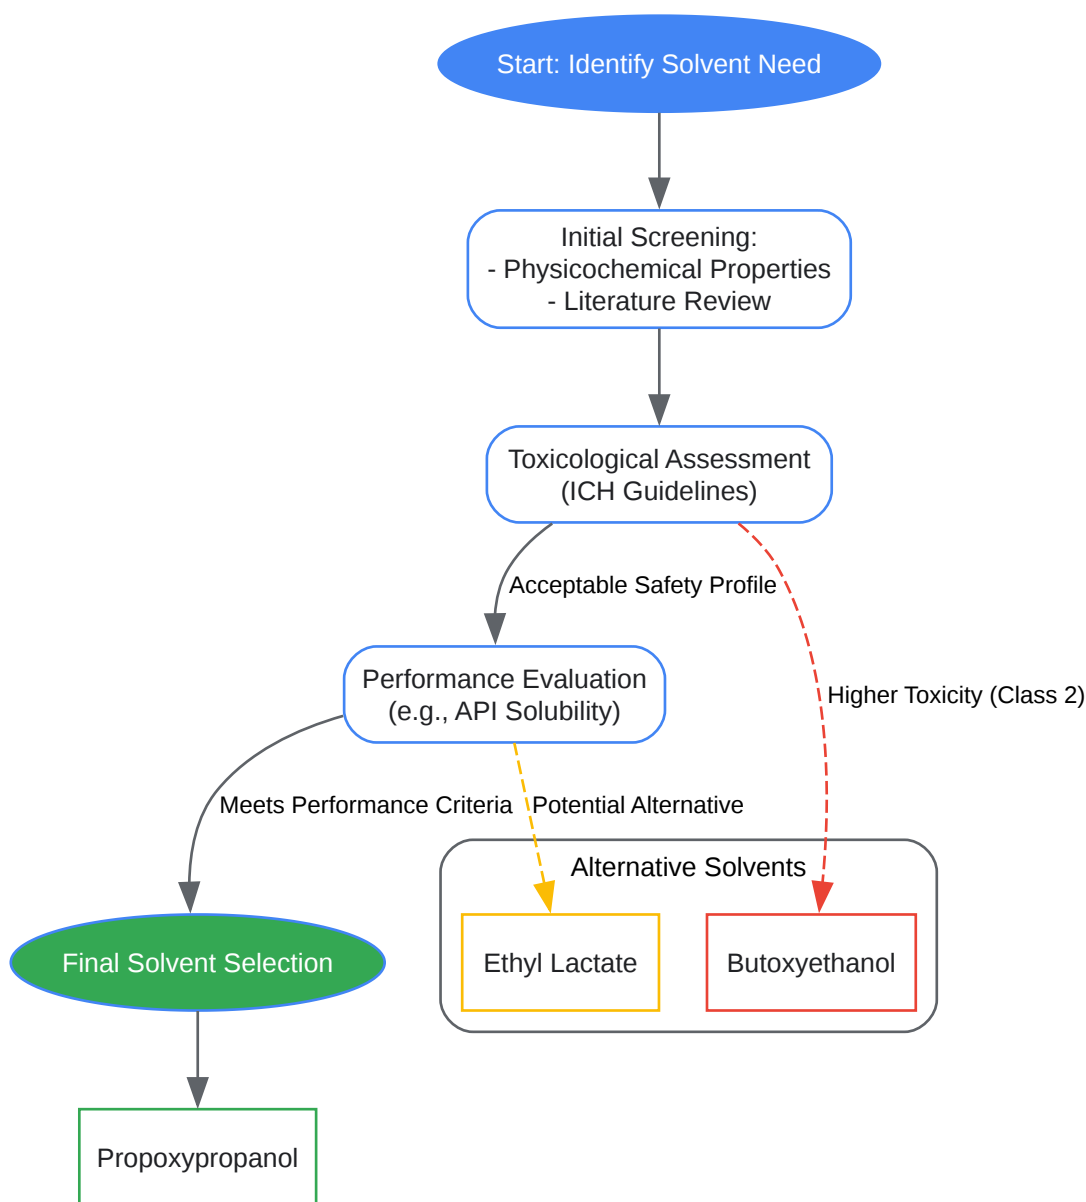 Start: Identify Solvent Need
Initial Screening:
- Physicochemical Properties
- Literature Review
Toxicological Assessment
(ICH Guidelines)
Acceptable Safety Profile
Performance Evaluation
(e.g., API Solubility)
Higher Toxicity (Class 2)
Meets Performance Criteria
Potential Alternative
Alternative Solvents
Final Solvent Selection
Ethyl Lactate
Butoxyethanol
Propoxypropanol